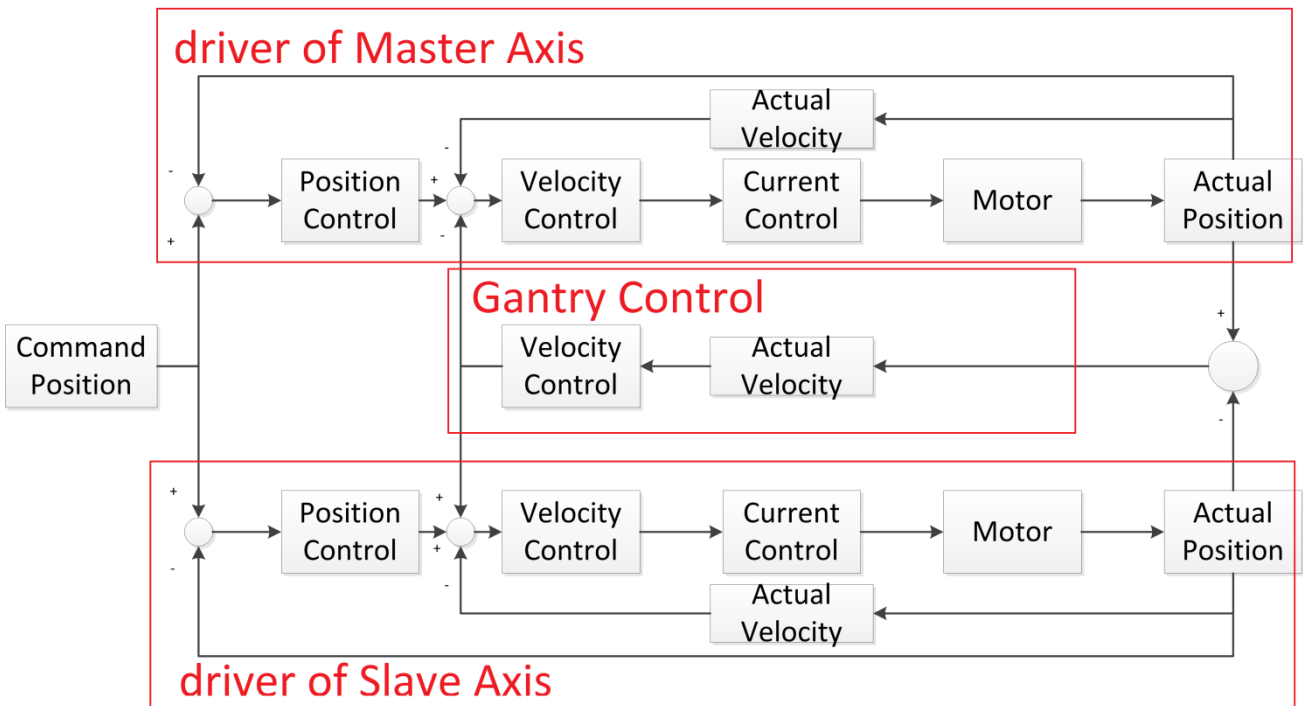 driver of Master Axis
Actual
Velocity
-
-
+
Position
Control
Velocity
Control
Current
Control
Motor
Actual
Position
+
-
Gantry Control
+
Command
Position
Velocity
Control
Actual
Velocity
-
+
+
Position
Control
Velocity
Control
Current
Control
Motor
Actual
Position
+
-
-
Actual
Velocity
driver of Slave Axis